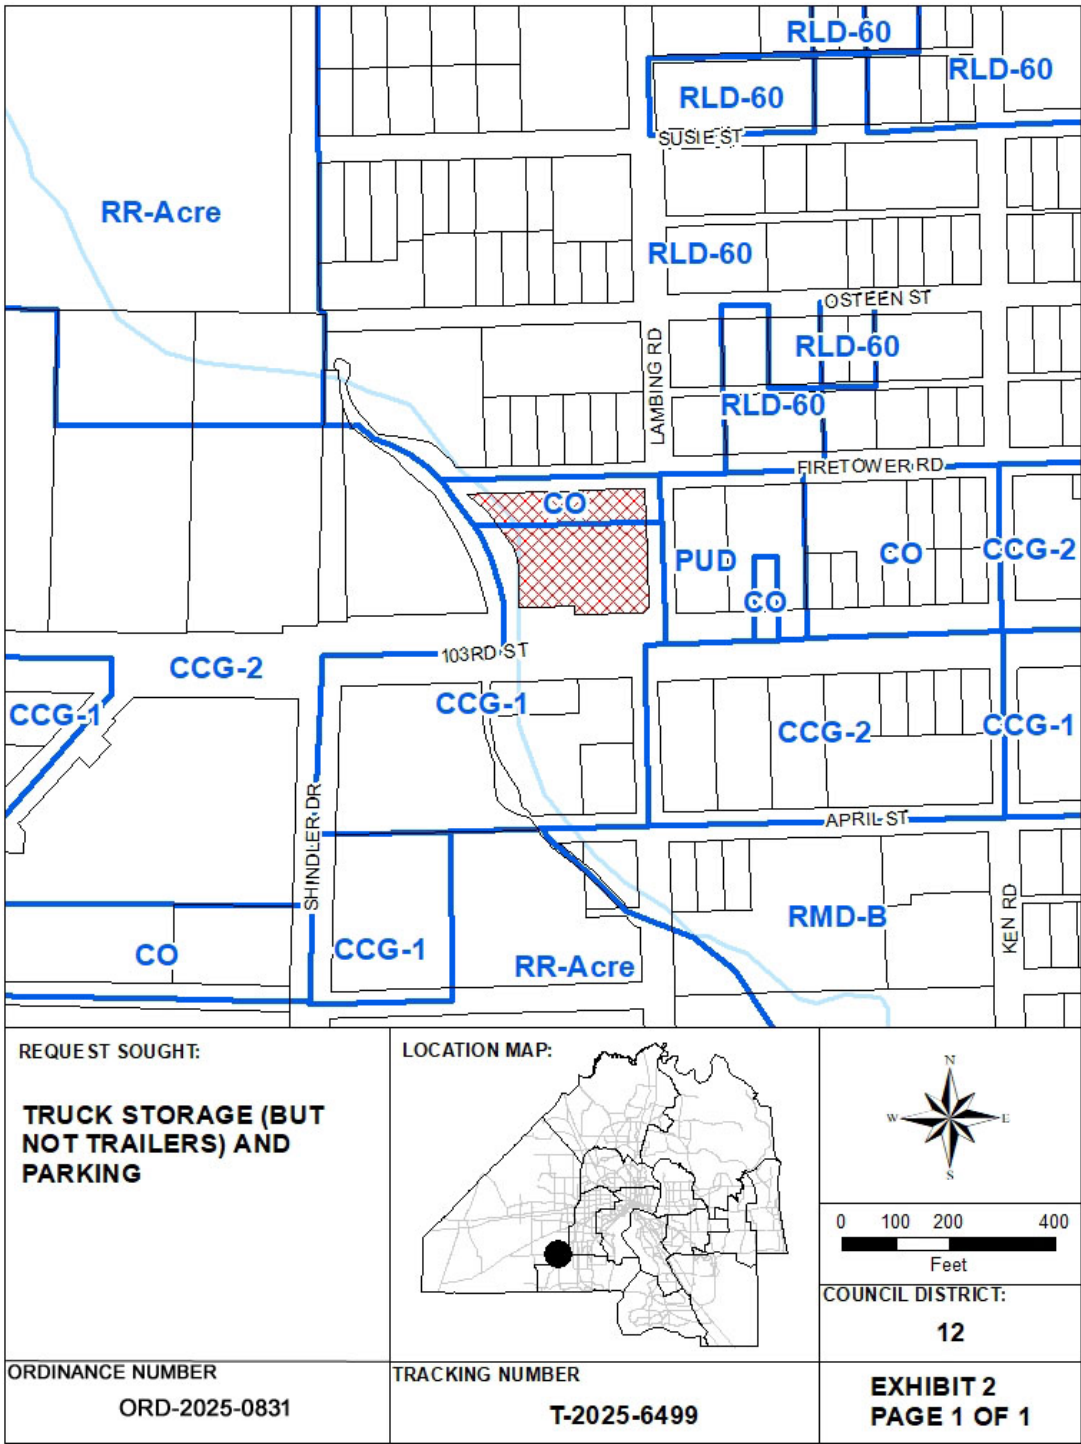 RLD-60
RLD-60
RLD-60
SUSIE ST
RR-Acre
RLD-60
OSTEEN ST
LAMBING RD
RLD-60
RLD-60
FIRETOWER RD
CO
PUD
CO
CCG-2
CO
103RD ST
CCG-2
CCG-1
CCG-1
CCG-2
CCG-1
SHINDLER DR
APRIL ST
CO
CCG-1
RR-Acre
RMD-B
KEN RD
REQUEST SOUGHT:
TRUCK STORAGE (BUT
NOT TRAILERS) AND
PARKING
LOCATION MAP:
N
W E
S
0 100 200 400
Feet
COUNCIL DISTRICT:
12
ORDINANCE NUMBER
ORD-2025-0831
TRACKING NUMBER
T-2025-6499
EXHIBIT 2
PAGE 1 OF 1